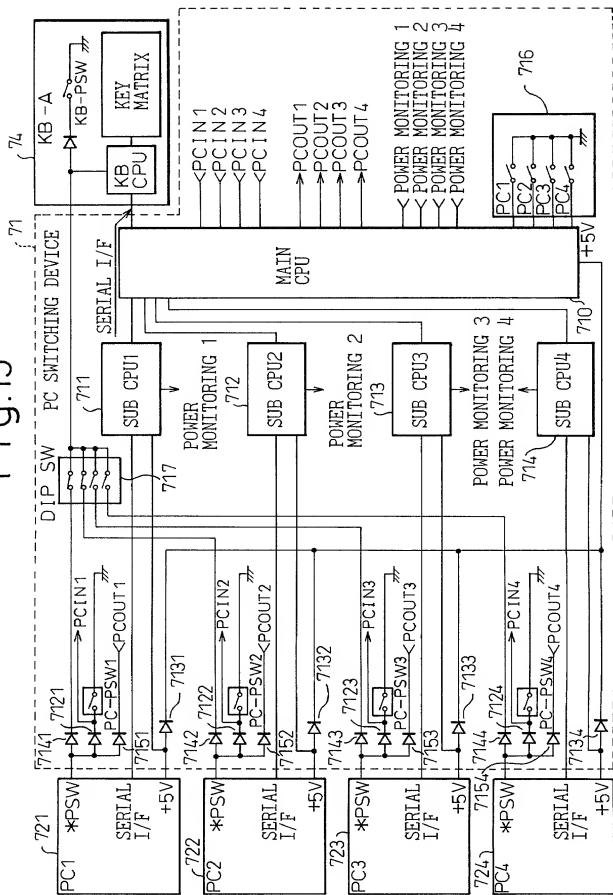 Fig.15
71
PC SWITCHING DEVICE
74
KB-A
KB-PSW
KB
CPU
KEY
MATRIX
SERIAL I/F
DIP SW
717
721
PC1
*PSW
SERIAL
I/F
+5V
7141
7121
PCIN1
PC-PSW1
PCOUT1
7151
7131
711
SUB CPU1
POWER
MONITORING 1
722
PC2
*PSW
SERIAL
I/F
+5V
7142
7122
PCIN2
PC-PSW2
PCOUT2
7152
7132
712
SUB CPU2
POWER
MONITORING 2
723
PC3
*PSW
SERIAL
I/F
+5V
7143
7123
PCIN3
PC-PSW3
PCOUT3
7153
7133
713
SUB CPU3
POWER MONITORING 3
POWER MONITORING 4
724
PC4
*PSW
SERIAL
I/F
+5V
7144
7124
PCIN4
PC-PSW4
PCOUT4
7154
7134
714
SUB CPU4
MAIN
CPU
710
+5V
PCIN1
PCIN2
PCIN3
PCIN4
PCOUT1
PCOUT2
PCOUT3
PCOUT4
POWER MONITORING 1
POWER MONITORING 2
POWER MONITORING 3
POWER MONITORING 4
716
PC1
PC2
PC3
PC4